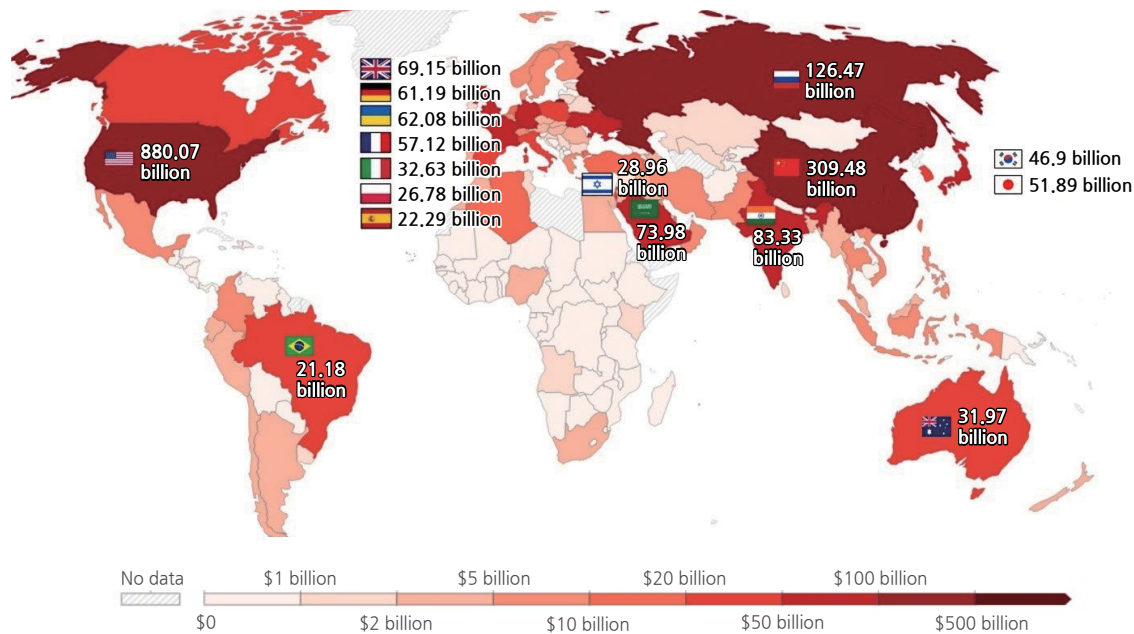 69.15 billion
61.19 billion
62.08 billion
57.12 billion
32.63 billion
26.78 billion
22.29 billion
126.47
billion
880.07
billion
28.96
billion
309.48
billion
46.9 billion
51.89 billion
73.98
billion
83.33
billion
21.18
billion
31.97
billion
No data
$1 billion
$5 billion
$20 billion
$100 billion
$0
$2 billion
$10 billion
$50 billion
$500 billion